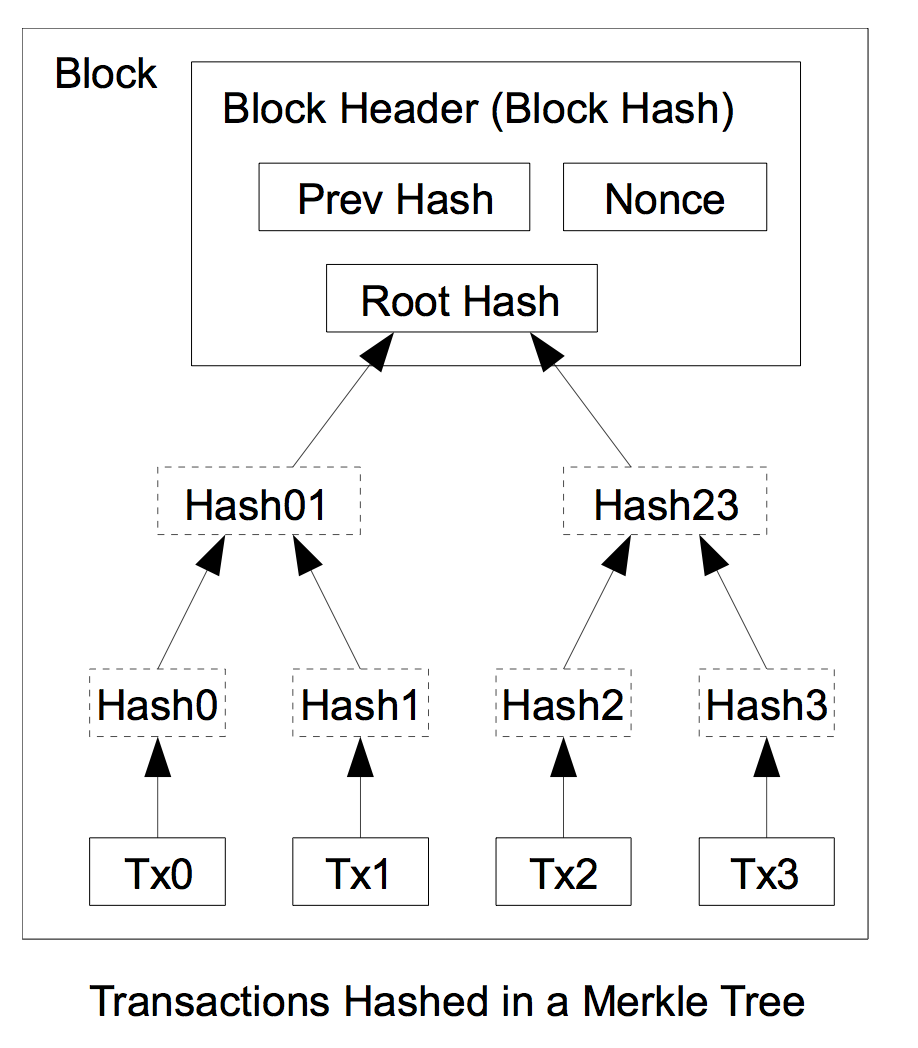 Block
Block Header (Block Hash)
Prev Hash
Nonce
Root Hash
Hash01
Hash23
Hash0
Hash1
Hash2
Hash3
Tx0
Tx1
Tx2
Tx3
Transactions Hashed in a Merkle Tree